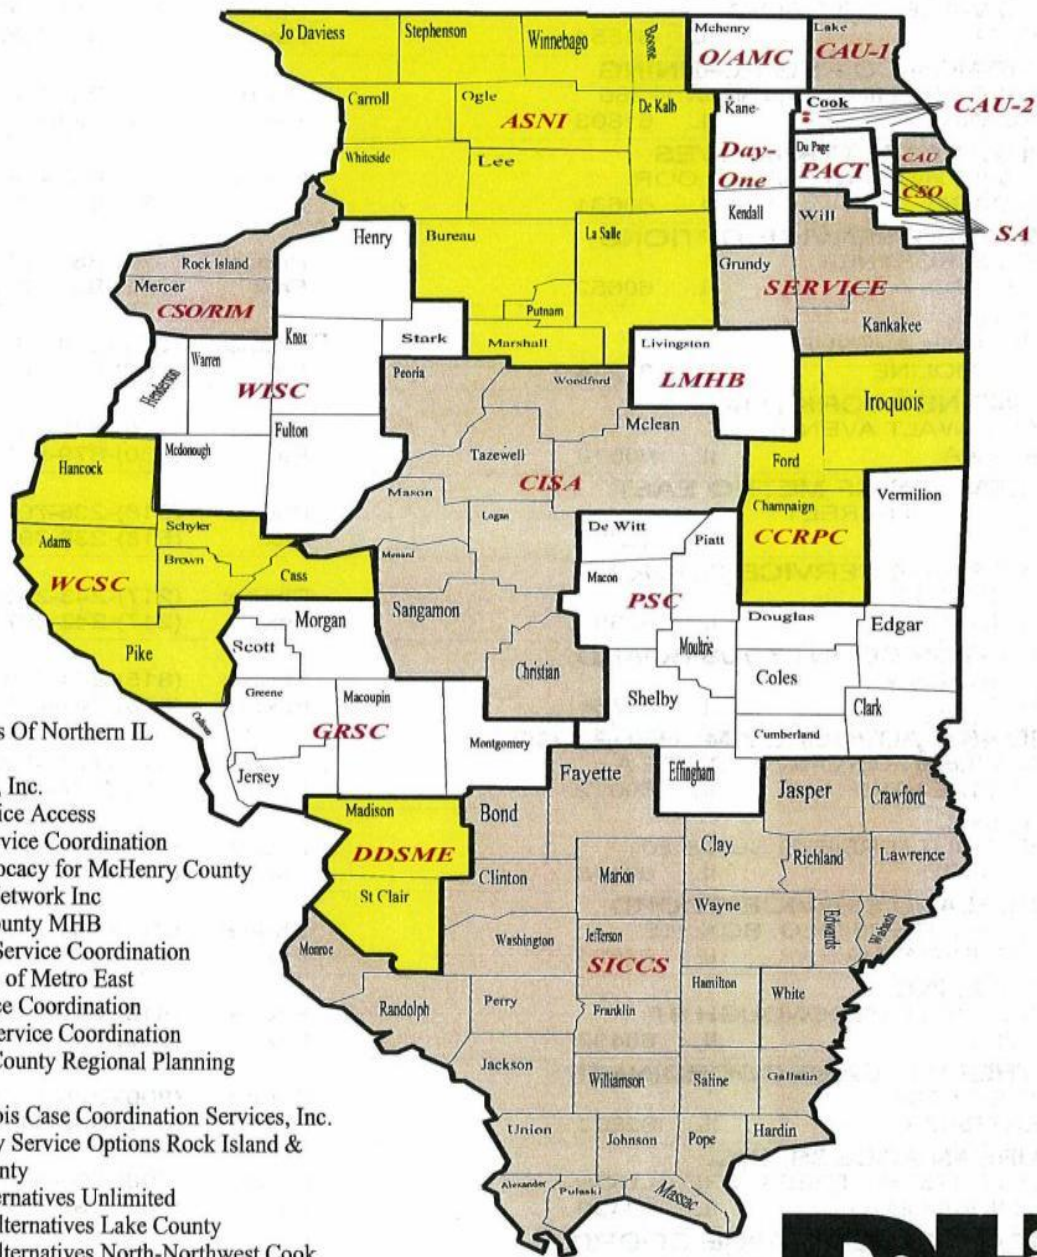 Jo Daviess
Stephenson
Winnebago
Boone
Mchenry
O/AMC
Lake
CAU-1
Carroll
Ogle
ASNI
De Kalb
Kane
Cook
CAU-2
Whiteside
Lee
Day-
One
Du Page
PACT
CAU
CSO
Kendall
Will
SA
Henry
Bureau
La Salle
Rock Island
Mercer
CSO/RIM
Grundy
SERVICE
Kankakee
Putnam
Marshall
Knox
Stark
Livingston
LMHB
Henderson
Warren
WISC
Peoria
Woodford
Iroquois
Mclean
Fulton
Mcdonough
Tazewell
Ford
Hancock
CISA
Mason
Logan
Champaign
CCRPC
Vermilion
Schyler
De Witt
Piatt
Adams
Brown
Cass
Menard
WCSC
Macon
PSC
Sangamon
Morgan
Douglas
Edgar
Scott
Pike
Moultrie
Christian
Coles
Shelby
Greene
Macoupin
Clark
Calhoun
GRSC
Cumberland
s Of Northern IL
Montgomery
Jersey
Fayette
Effingham
, Inc.
Jasper
Crawford
ice Access
Madison
Bond
vice Coordination
Clay
ocacy for McHenry County
DDSME
Richland
Lawrence
etwork Inc
Clinton
Marion
ounty MHB
St Clair
Wayne
Service Coordination
Edwards
Wabash
of Metro East
Monroe
Washington
Jefferson
SICCS
ce Coordination
Hamilton
White
ervice Coordination
Randolph
Perry
Franklin
County Regional Planning
Jackson
Williamson
Saline
Gallatin
ois Case Coordination Services, Inc.
y Service Options Rock Island &
Union
Johnson
Pope
Hardin
nty
ernatives Unlimited
Alexander
Pulaski
Massac
lternatives Lake County
lternatives North-Northwest Cook